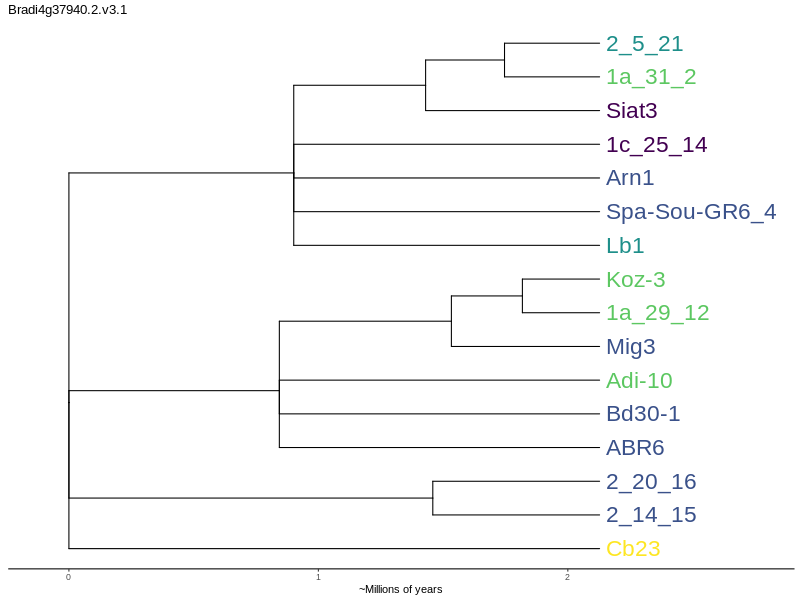 Bradi4g37940.2.v3.1
2_5_21
1a_31_2
Siat3
1c_25_14
Arn1
Spa-Sou-GR6_4
Lb1
Koz-3
1a_29_12
Mig3
Adi-10
Bd30-1
ABR6
2_20_16
2_14_15
Cb23
0 1 2
~Millions of years